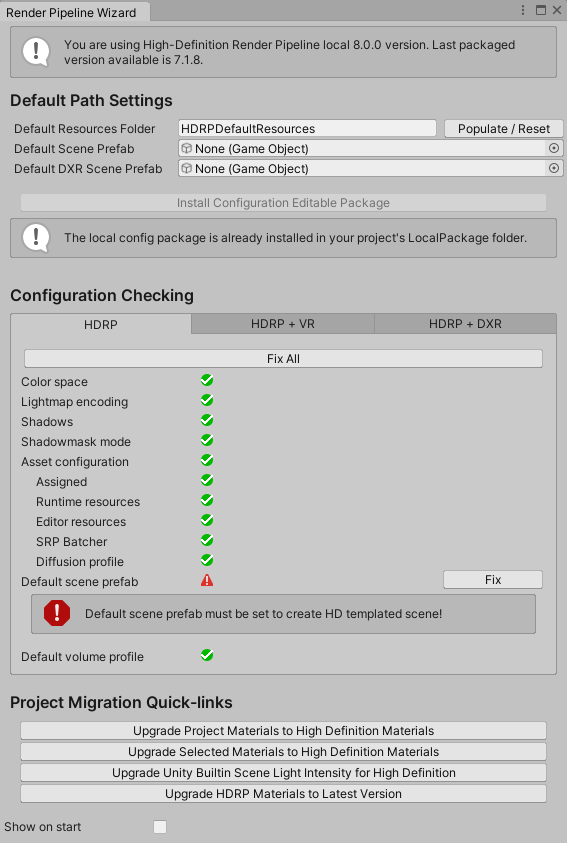 Render Pipeline Wizard
You are using High-Definition Render Pipeline local 8.0.0 version. Last packaged
version available is 7.1.8.
Default Path Settings
Default Resources Folder HDRPDefaultResources Populate / Reset
Default Scene Prefab None (Game Object)
Default DXR Scene Prefab None (Game Object)
Install Configuration Editable Package
The local config package is already installed in your project's LocalPackage folder.
Configuration Checking
HDRP HDRP + VR HDRP + DXR
Fix All
Color space
Lightmap encoding
Shadows
Shadowmask mode
Asset configuration
Assigned
Runtime resources
Editor resources
SRP Batcher
Diffusion profile
Default scene prefab Fix
Default scene prefab must be set to create HD templated scene!
Default volume profile
Project Migration Quick-links
Upgrade Project Materials to High Definition Materials
Upgrade Selected Materials to High Definition Materials
Upgrade Unity Builtin Scene Light Intensity for High Definition
Upgrade HDRP Materials to Latest Version
Show on start